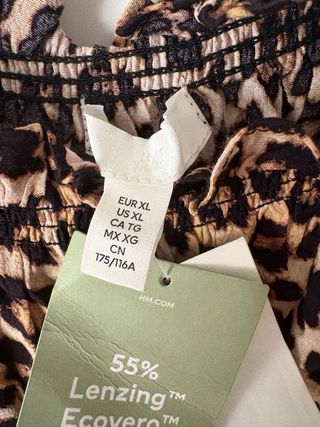 EUR XL
US XL
CA TG
MX XG
CN
175/116A
HM.COM
55%
Lenzing™
Ecovero™